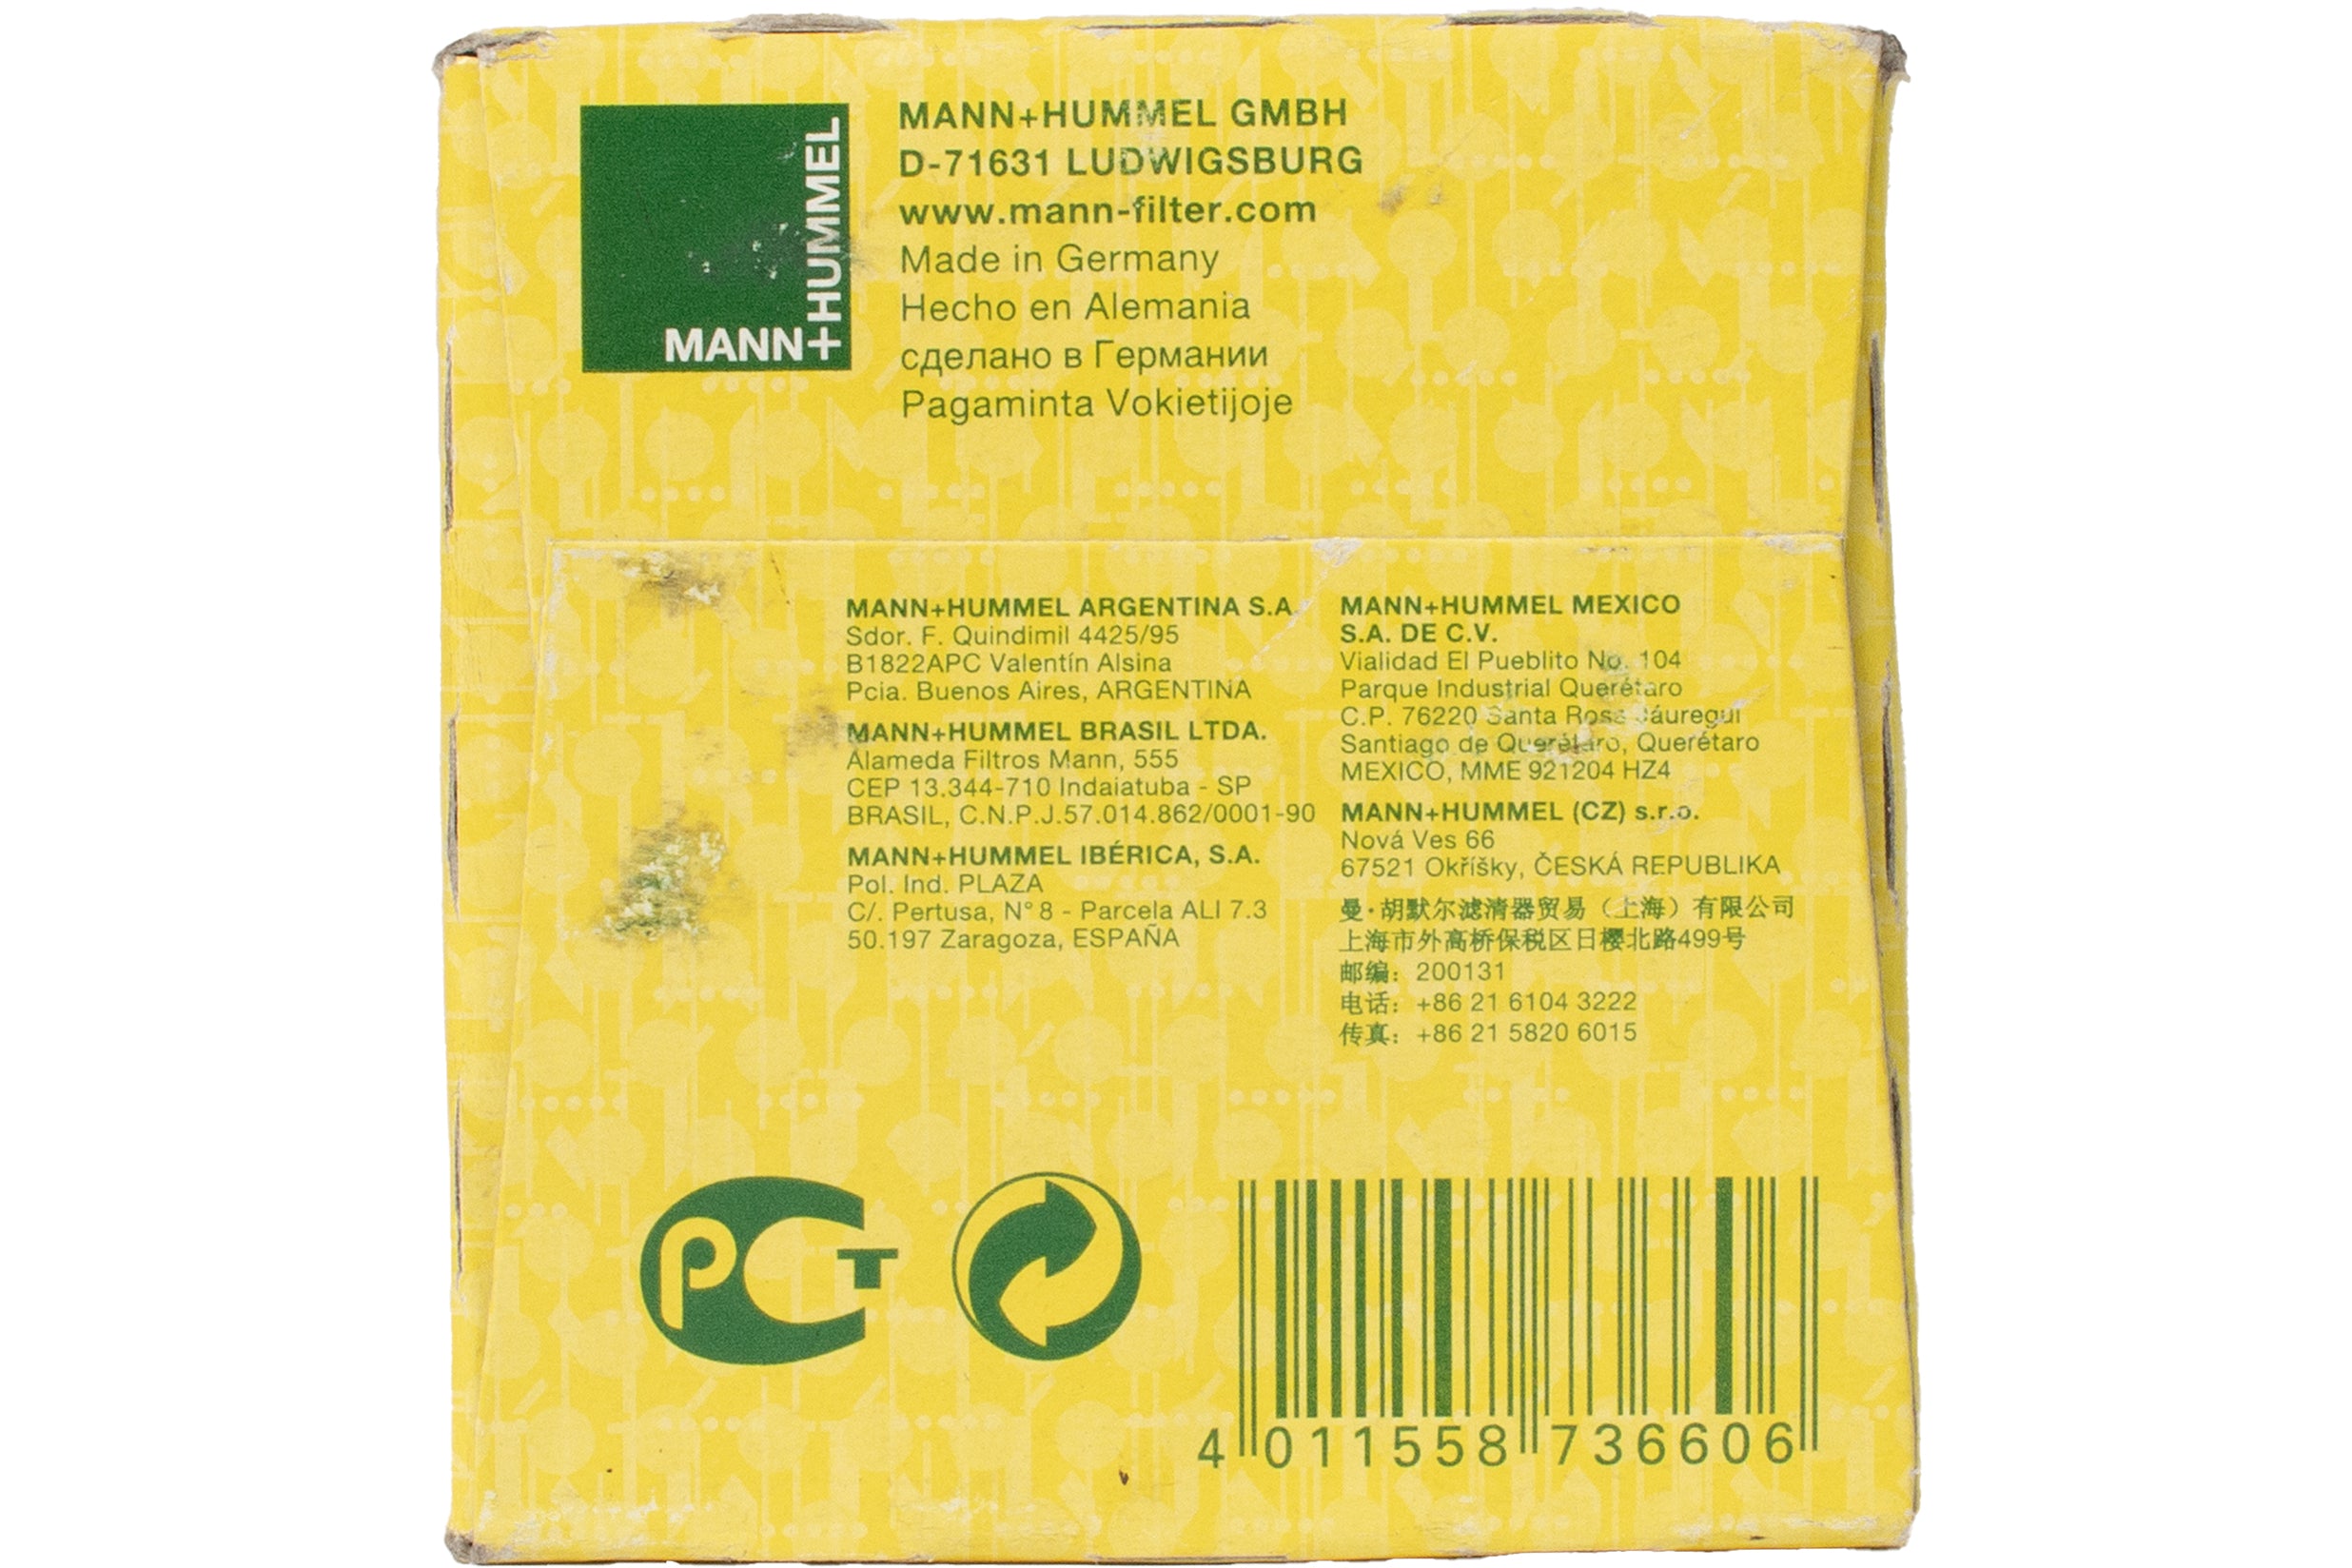 MANN+HUMMEL
MANN+HUMMEL GMBH
D-71631 LUDWIGSBURG
www.mann-filter.com
Made in Germany
Hecho en Alemania
сделано в Германии
Pagaminta Vokietijoje
MANN+HUMMEL ARGENTINA S.A
Sdor. F. Quindimil 4425/95
B1822APC Valentín Alsina
Pcia. Buenos Aires, ARGENTINA
MANN+HUMMEL BRASIL LTDA.
Alameda Filtros Mann, 555
CEP 13.344-710 Indaiatuba - SP
BRASIL, C.N.P.J.57.014.862/0001-90
MANN+HUMMEL IBÉRICA, S.A.
Pol. Ind. PLAZA
C/. Pertusa, N° 8 - Parcela ALI 7.3
50.197 Zaragoza, ESPAÑA
MANN+HUMMEL MEXICO
S.A. DE C.V.
Vialidad El Pueblito No. 104
Parque Industrial Querétaro
C.P. 76220 Santa Rosa Jáuregui
Santiago de Querétaro, Querétaro
MEXICO, MME 921204 HZ4
MANN+HUMMEL (CZ) s.r.o.
Nová Ves 66
67521 Okříšky, ČESKÁ REPUBLIKA
曼·胡默尔滤清器贸易（上海）有限公司
上海市外高桥保税区日樱北路499号
邮编：200131
电话：+86 21 6104 3222
传真：+86 21 5820 6015
РСТ
4 011558 736606